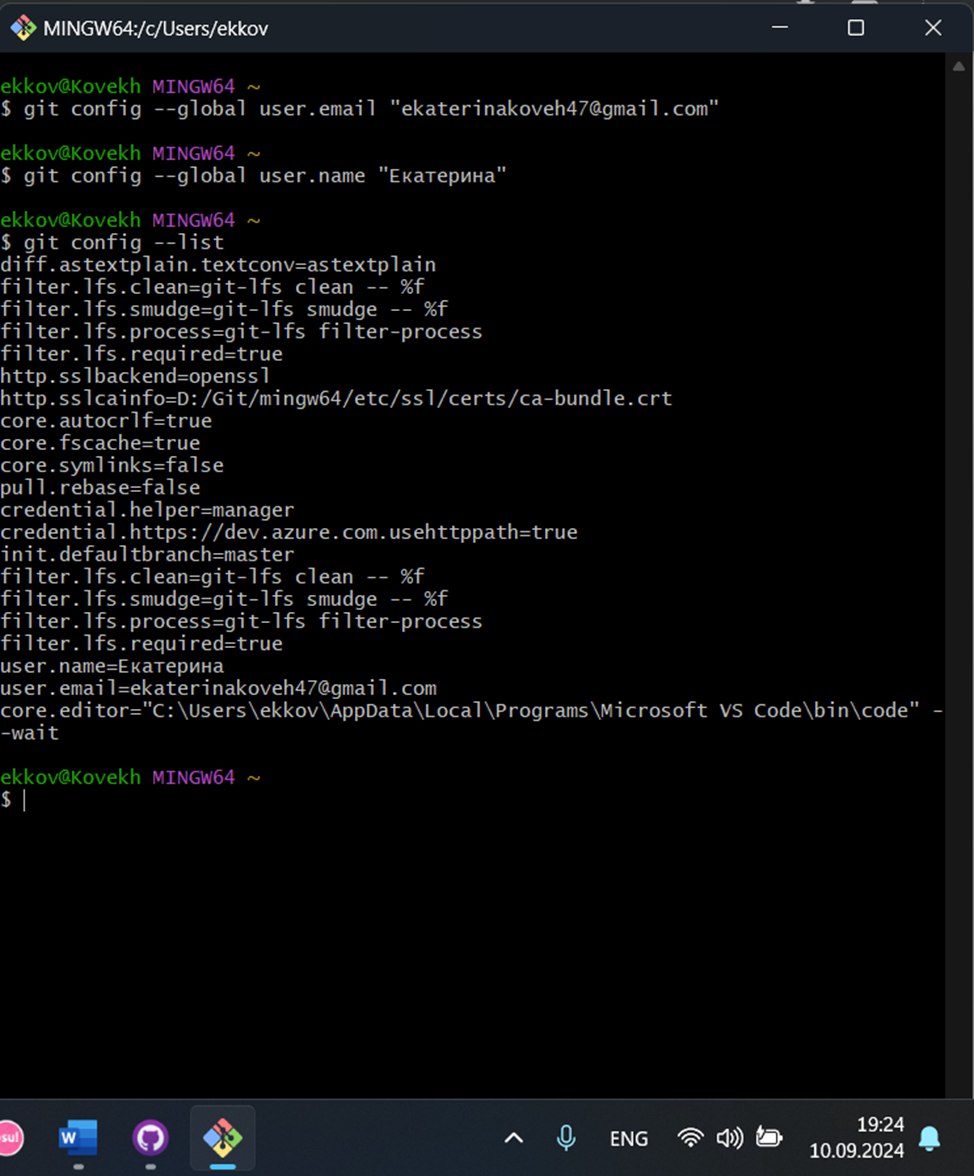 MINGW64:/c/Users/ekkov
ekkov@Kovekh MINGW64 ~
$ git config --global user.email "ekaterinakoveh47@gmail.com"
ekkov@Kovekh MINGW64 ~
$ git config --global user.name "Екатерина"
ekkov@Kovekh MINGW64 ~
$ git config --list
diff.astextplain.textconv=astextplain
filter.lfs.clean=git-lfs clean -- %f
filter.lfs.smudge=git-lfs smudge -- %f
filter.lfs.process=git-lfs filter-process
filter.lfs.required=true
http.sslbackend=openssl
http.sslcainfo=D:/Git/mingw64/etc/ssl/certs/ca-bundle.crt
core.autocrlf=true
core.fscache=true
core.symlinks=false
pull.rebase=false
credential.helper=manager
credential.https://dev.azure.com.usehttppath=true
init.defaultbranch=master
filter.lfs.clean=git-lfs clean -- %f
filter.lfs.smudge=git-lfs smudge -- %f
filter.lfs.process=git-lfs filter-process
filter.lfs.required=true
user.name=Екатерина
user.email=ekaterinakoveh47@gmail.com
core.editor="C:\Users\ekkov\AppData\Local\Programs\Microsoft VS Code\bin\code" -
-wait
ekkov@Kovekh MINGW64 ~
$
W
ENG
19:24
10.09.2024